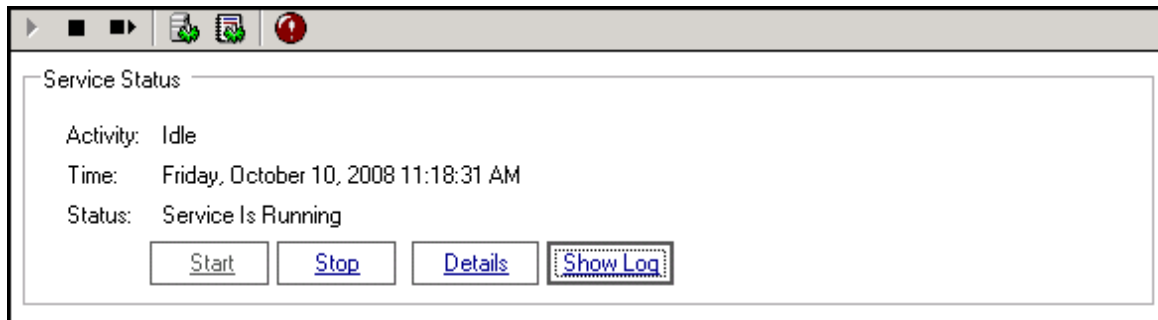 Service Status
Activity: Idle
Time: Friday, October 10, 2008 11:18:31 AM
Status: Service Is Running
Start Stop Details Show Log